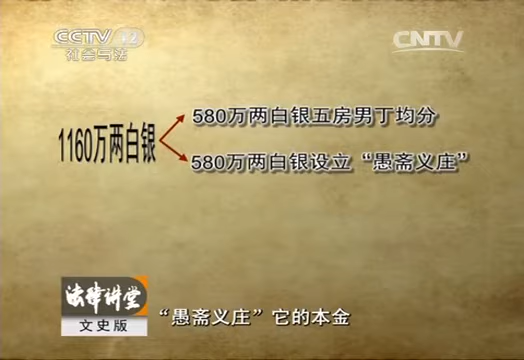 CCTV 12
社会与法
CNTV
1160万两白银
580万两白银五房男丁均分
580万两白银设立“愚斋义庄”
法律讲堂
文史版
“愚斋义庄”它的本金